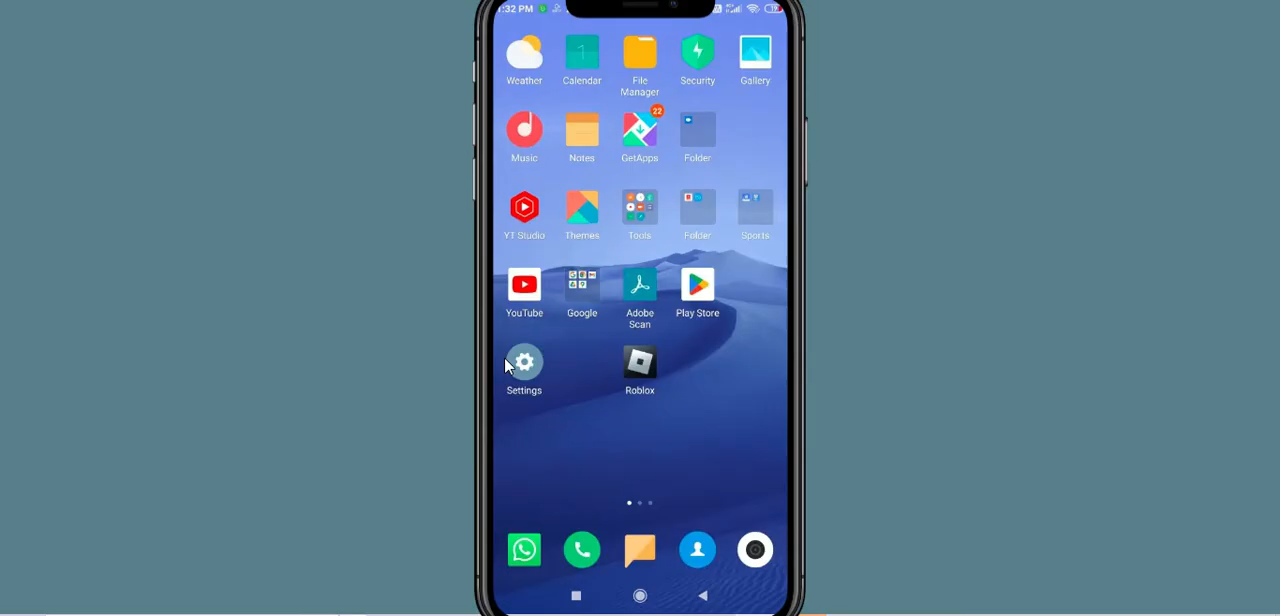 :32 PM
Weather Calendar File Manager Security Gallery
22
Music Notes GetApps Folder
YT Studio Themes Tools Folder Sports
YouTube Google Adobe Scan Play Store
Settings Roblox